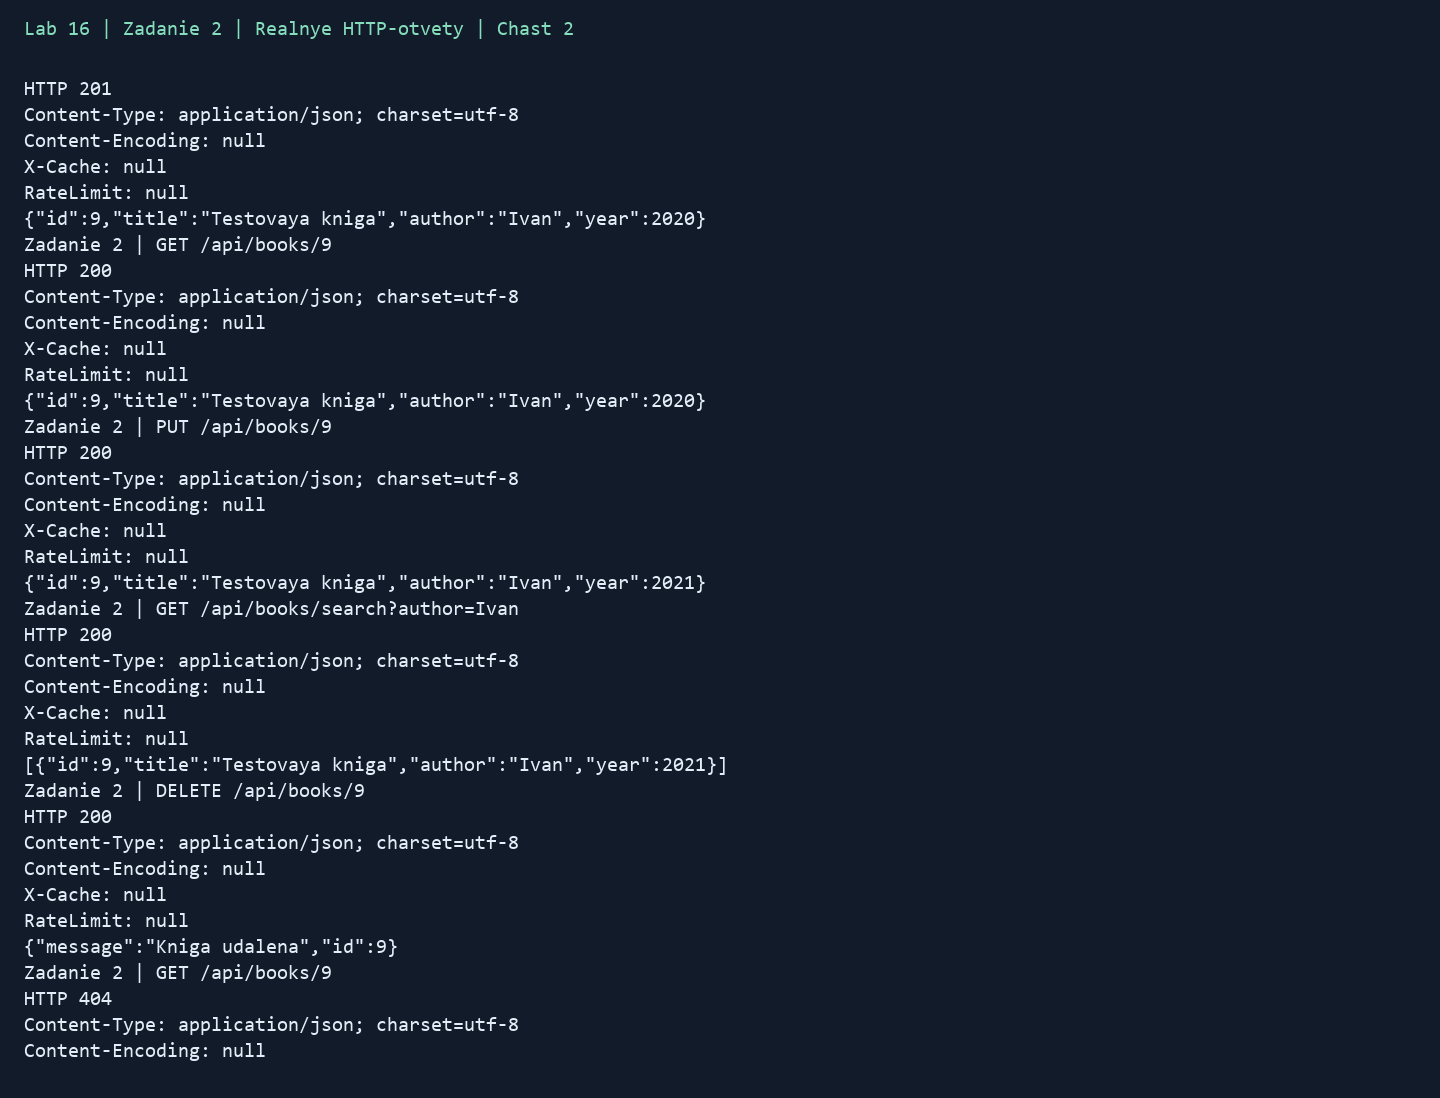 Lab 16 | Zadanie 2 | Realnye HTTP-otvety | Chast 2
HTTP 201
Content-Type: application/json; charset=utf-8
Content-Encoding: null
X-Cache: null
RateLimit: null
{"id":9,"title":"Testovaya kniga","author":"Ivan","year":2020}
Zadanie 2 | GET /api/books/9
HTTP 200
Content-Type: application/json; charset=utf-8
Content-Encoding: null
X-Cache: null
RateLimit: null
{"id":9,"title":"Testovaya kniga","author":"Ivan","year":2020}
Zadanie 2 | PUT /api/books/9
HTTP 200
Content-Type: application/json; charset=utf-8
Content-Encoding: null
X-Cache: null
RateLimit: null
{"id":9,"title":"Testovaya kniga","author":"Ivan","year":2021}
Zadanie 2 | GET /api/books/search?author=Ivan
HTTP 200
Content-Type: application/json; charset=utf-8
Content-Encoding: null
X-Cache: null
RateLimit: null
[{"id":9,"title":"Testovaya kniga","author":"Ivan","year":2021}]
Zadanie 2 | DELETE /api/books/9
HTTP 200
Content-Type: application/json; charset=utf-8
Content-Encoding: null
X-Cache: null
RateLimit: null
{"message":"Kniga udalena","id":9}
Zadanie 2 | GET /api/books/9
HTTP 404
Content-Type: application/json; charset=utf-8
Content-Encoding: null